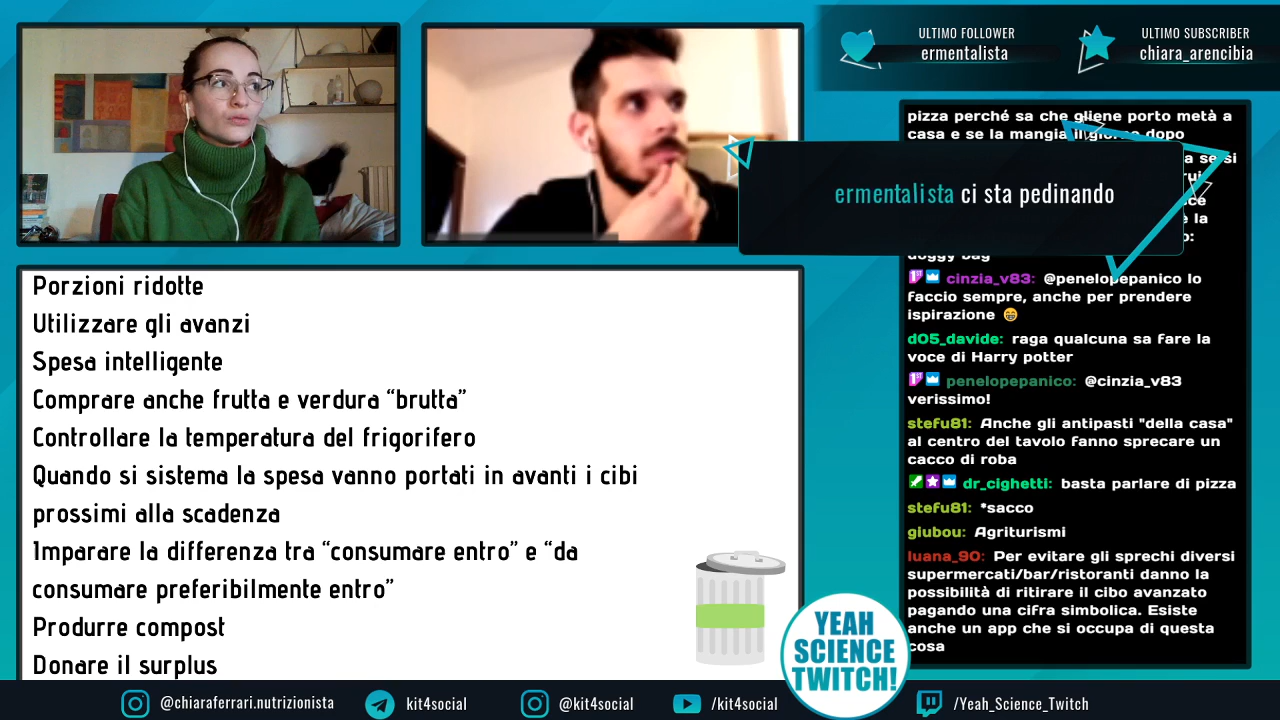 ULTIMO FOLLOWER
ermentalista
ULTIMO SUBSCRIBER
chiara_arencibia
ermentalista ci sta pedinando
Porzioni ridotte
Utilizzare gli avanzi
Spesa intelligente
Comprare anche frutta e verdura “brutta”
Controllare la temperatura del frigorifero
Quando si sistema la spesa vanno portati in avanti i cibi
prossimi alla scadenza
Imparare la differenza tra “consumare entro” e “da
consumare preferibilmente entro”
Produrre compost
Donare il surplus
pizza perché sa che gliene porto metà a
casa e se la mangia il giorno dopo
doggy bag
cinzia_v83: @penelopepanico lo
faccio sempre, anche per prendere
ispirazione 😁
d05_davide: raga qualcuna sa fare la
voce di Harry potter
penelopepanico: @cinzia_v83
verissimo!
stefu81: Anche gli antipasti "della casa"
al centro del tavolo fanno sprecare un
cacco di roba
dr_cighetti: basta parlare di pizza
stefu81: *sacco
giubou: Agriturismi
luana_90: Per evitare gli sprechi diversi
supermercati/bar/ristoranti danno la
possibilità di ritirare il cibo avanzato
pagando una cifra simbolica. Esiste
anche un app che si occupa di questa
cosa
YEAH
SCIENCE
TWITCH!
@chiaraferrari.nutrizionista
kit4social
@kit4social
/kit4social
/Yeah_Science_Twitch